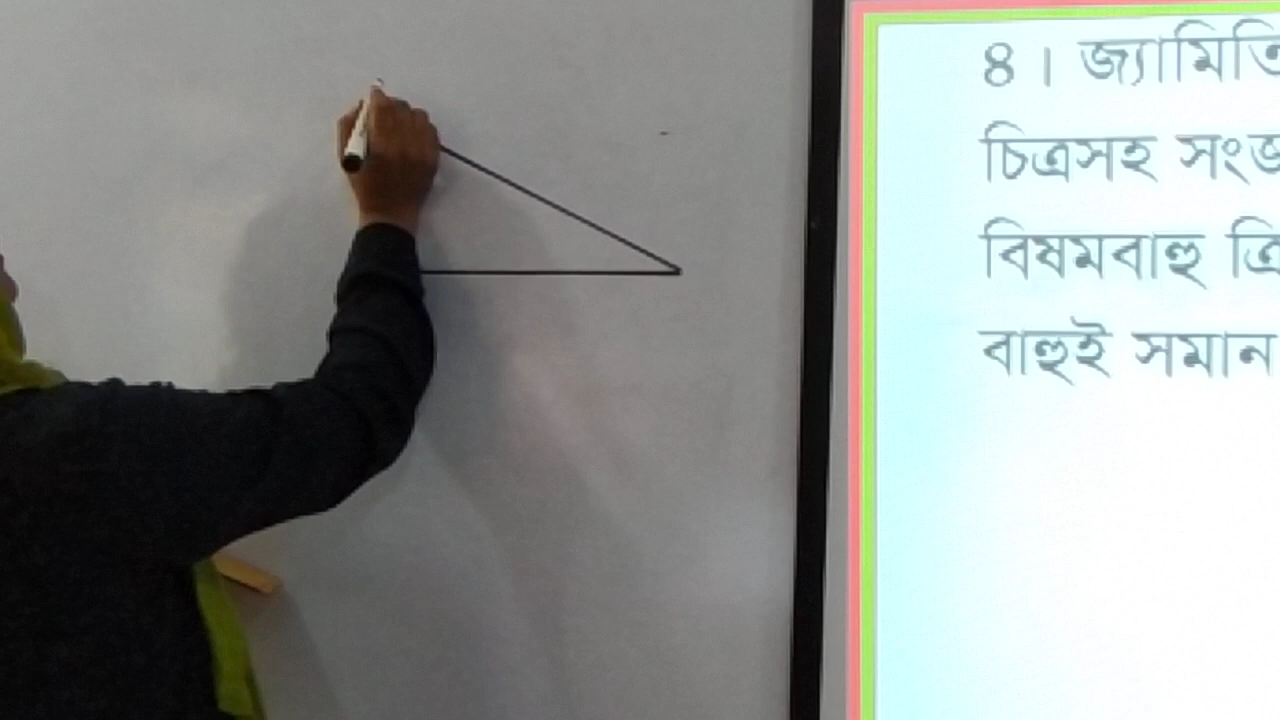 ৪। জ্যামিতি
চিত্রসহ সংজ্ঞ
বিষমবাহু ত্রি
বাহুই সমান